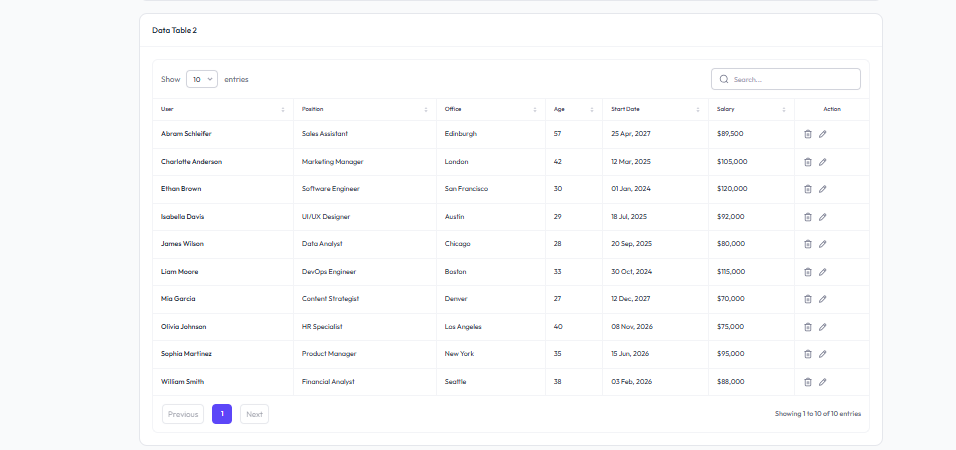 Data Table 2
Show 10 entries Search...
User Position Office Age Start Date Salary Action
Abram Schleifer Sales Assistant Edinburgh 57 25 Apr, 2027 $89,500
Charlotte Anderson Marketing Manager London 42 12 Mar, 2025 $105,000
Ethan Brown Software Engineer San Francisco 30 01 Jan, 2024 $120,000
Isabella Davis UI/UX Designer Austin 29 18 Jul, 2025 $92,000
James Wilson Data Analyst Chicago 28 20 Sep, 2025 $80,000
Liam Moore DevOps Engineer Boston 33 30 Oct, 2024 $115,000
Mia Garcia Content Strategist Denver 27 12 Dec, 2027 $70,000
Olivia Johnson HR Specialist Los Angeles 40 08 Nov, 2026 $75,000
Sophia Martinez Product Manager New York 35 15 Jun, 2026 $95,000
William Smith Financial Analyst Seattle 38 03 Feb, 2026 $88,000
Previous 1 Next Showing 1 to 10 of 10 entries